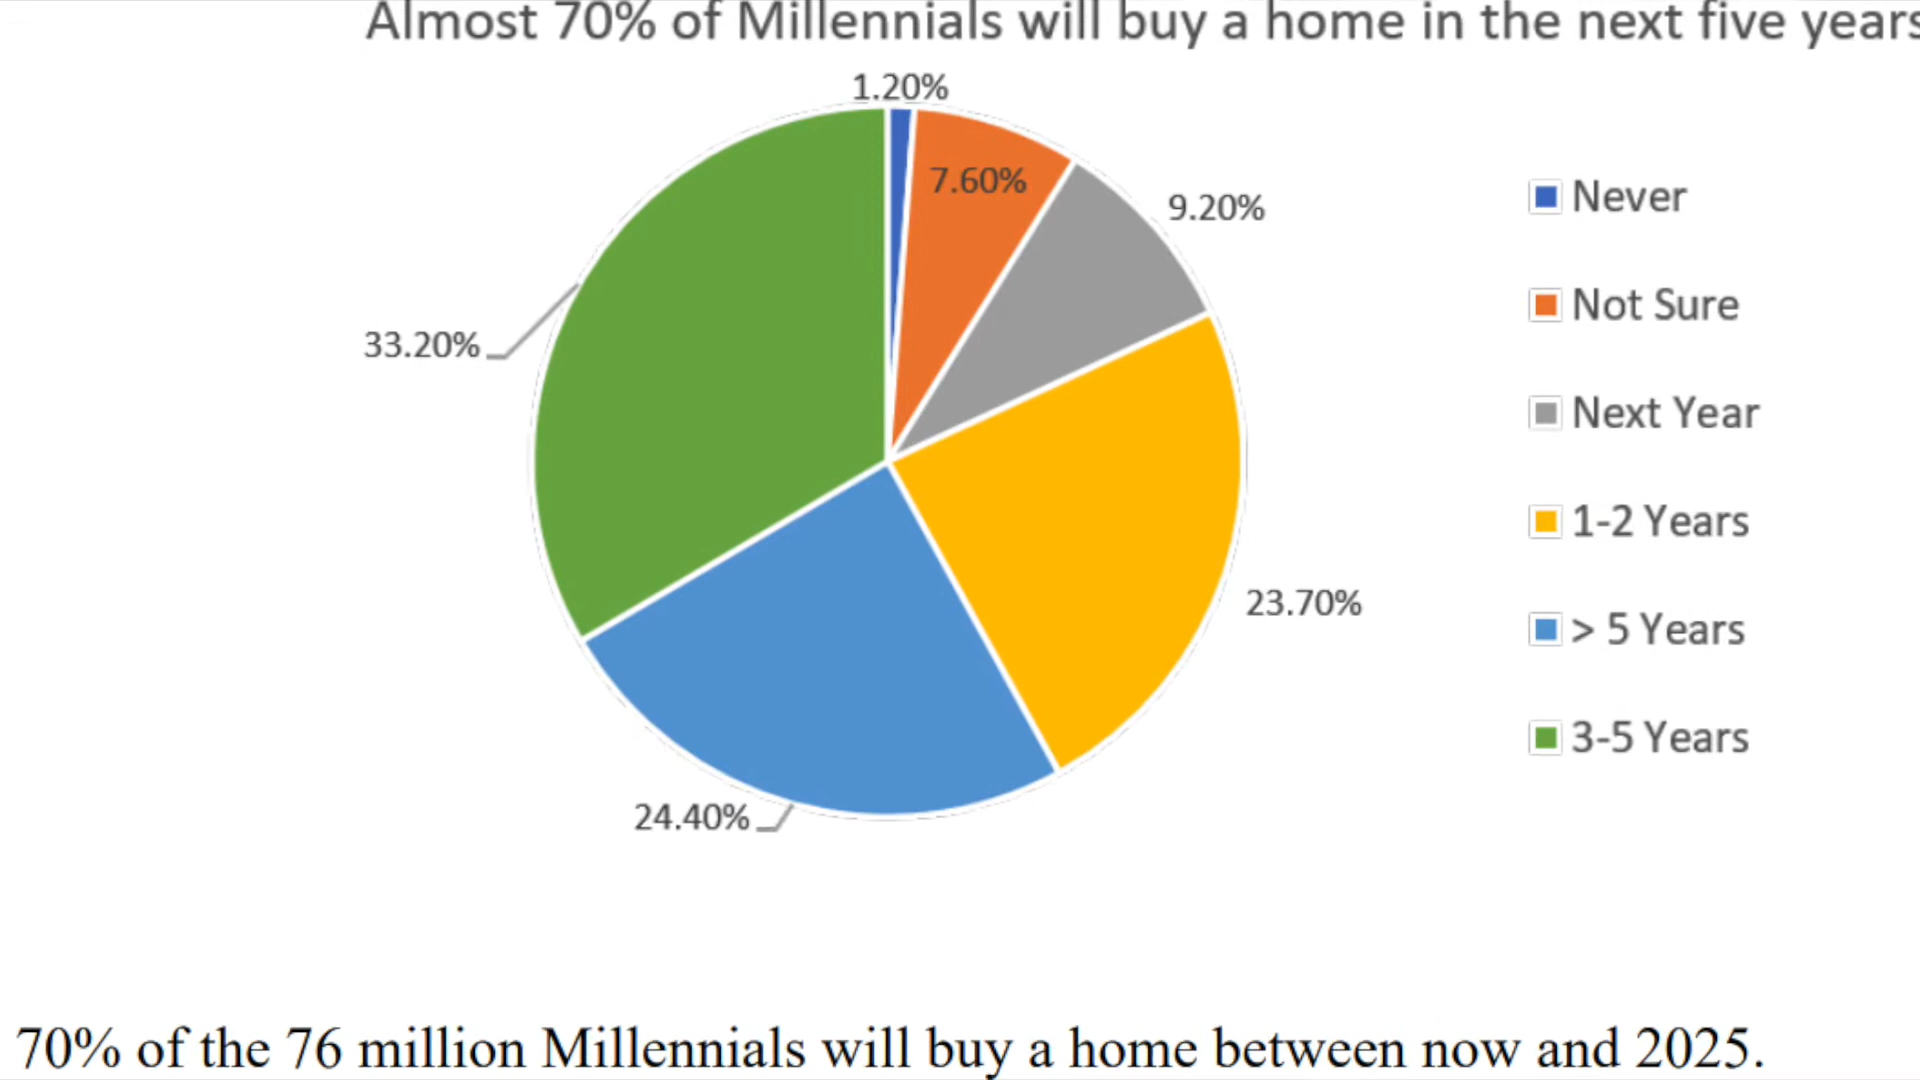 Almost 70% of Millennials will buy a home in the next five years
1.20%
7.60%
9.20%
33.20%
23.70%
24.40%
Never
Not Sure
Next Year
1-2 Years
> 5 Years
3-5 Years
70% of the 76 million Millennials will buy a home between now and 2025.